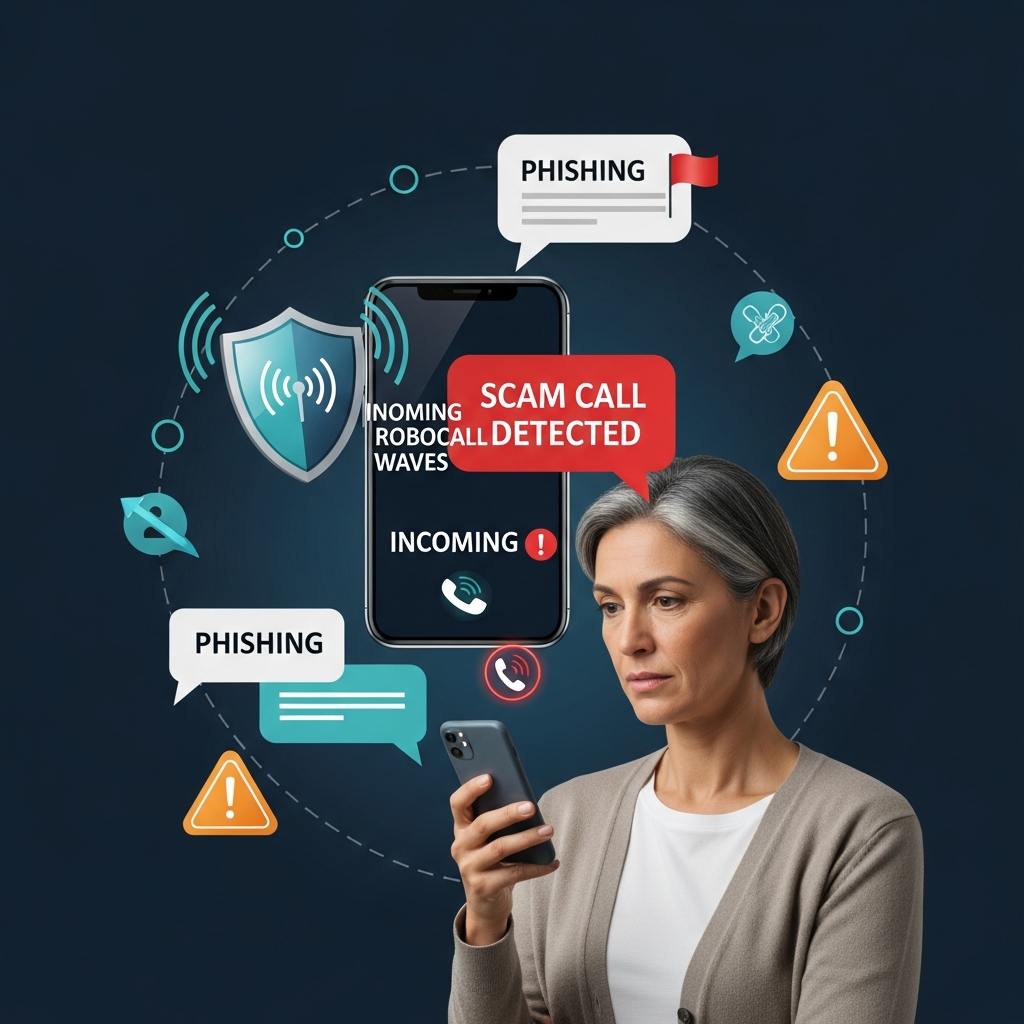 PHISHING
SCAM CALL
DETECTED
INOMING
ROBOCALL
WAVES
INCOMING
PHISHING